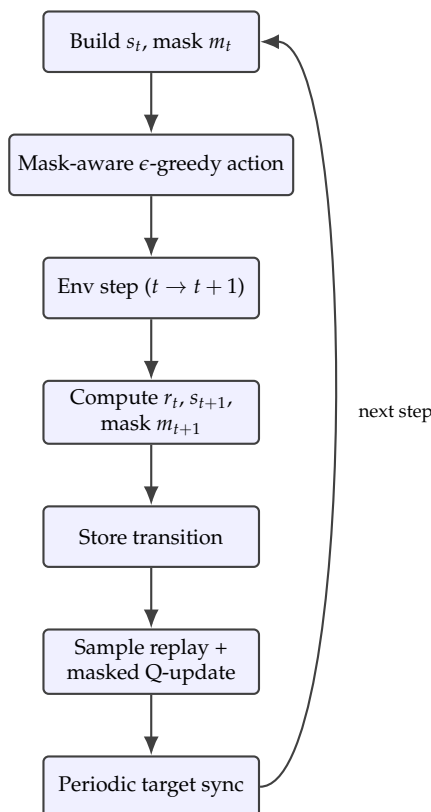 Build s_t, mask m_t
Mask-aware ϵ-greedy action
Env step (t → t + 1)
Compute r_t, s_{t+1},
mask m_{t+1}
next step
Store transition
Sample replay +
masked Q-update
Periodic target sync